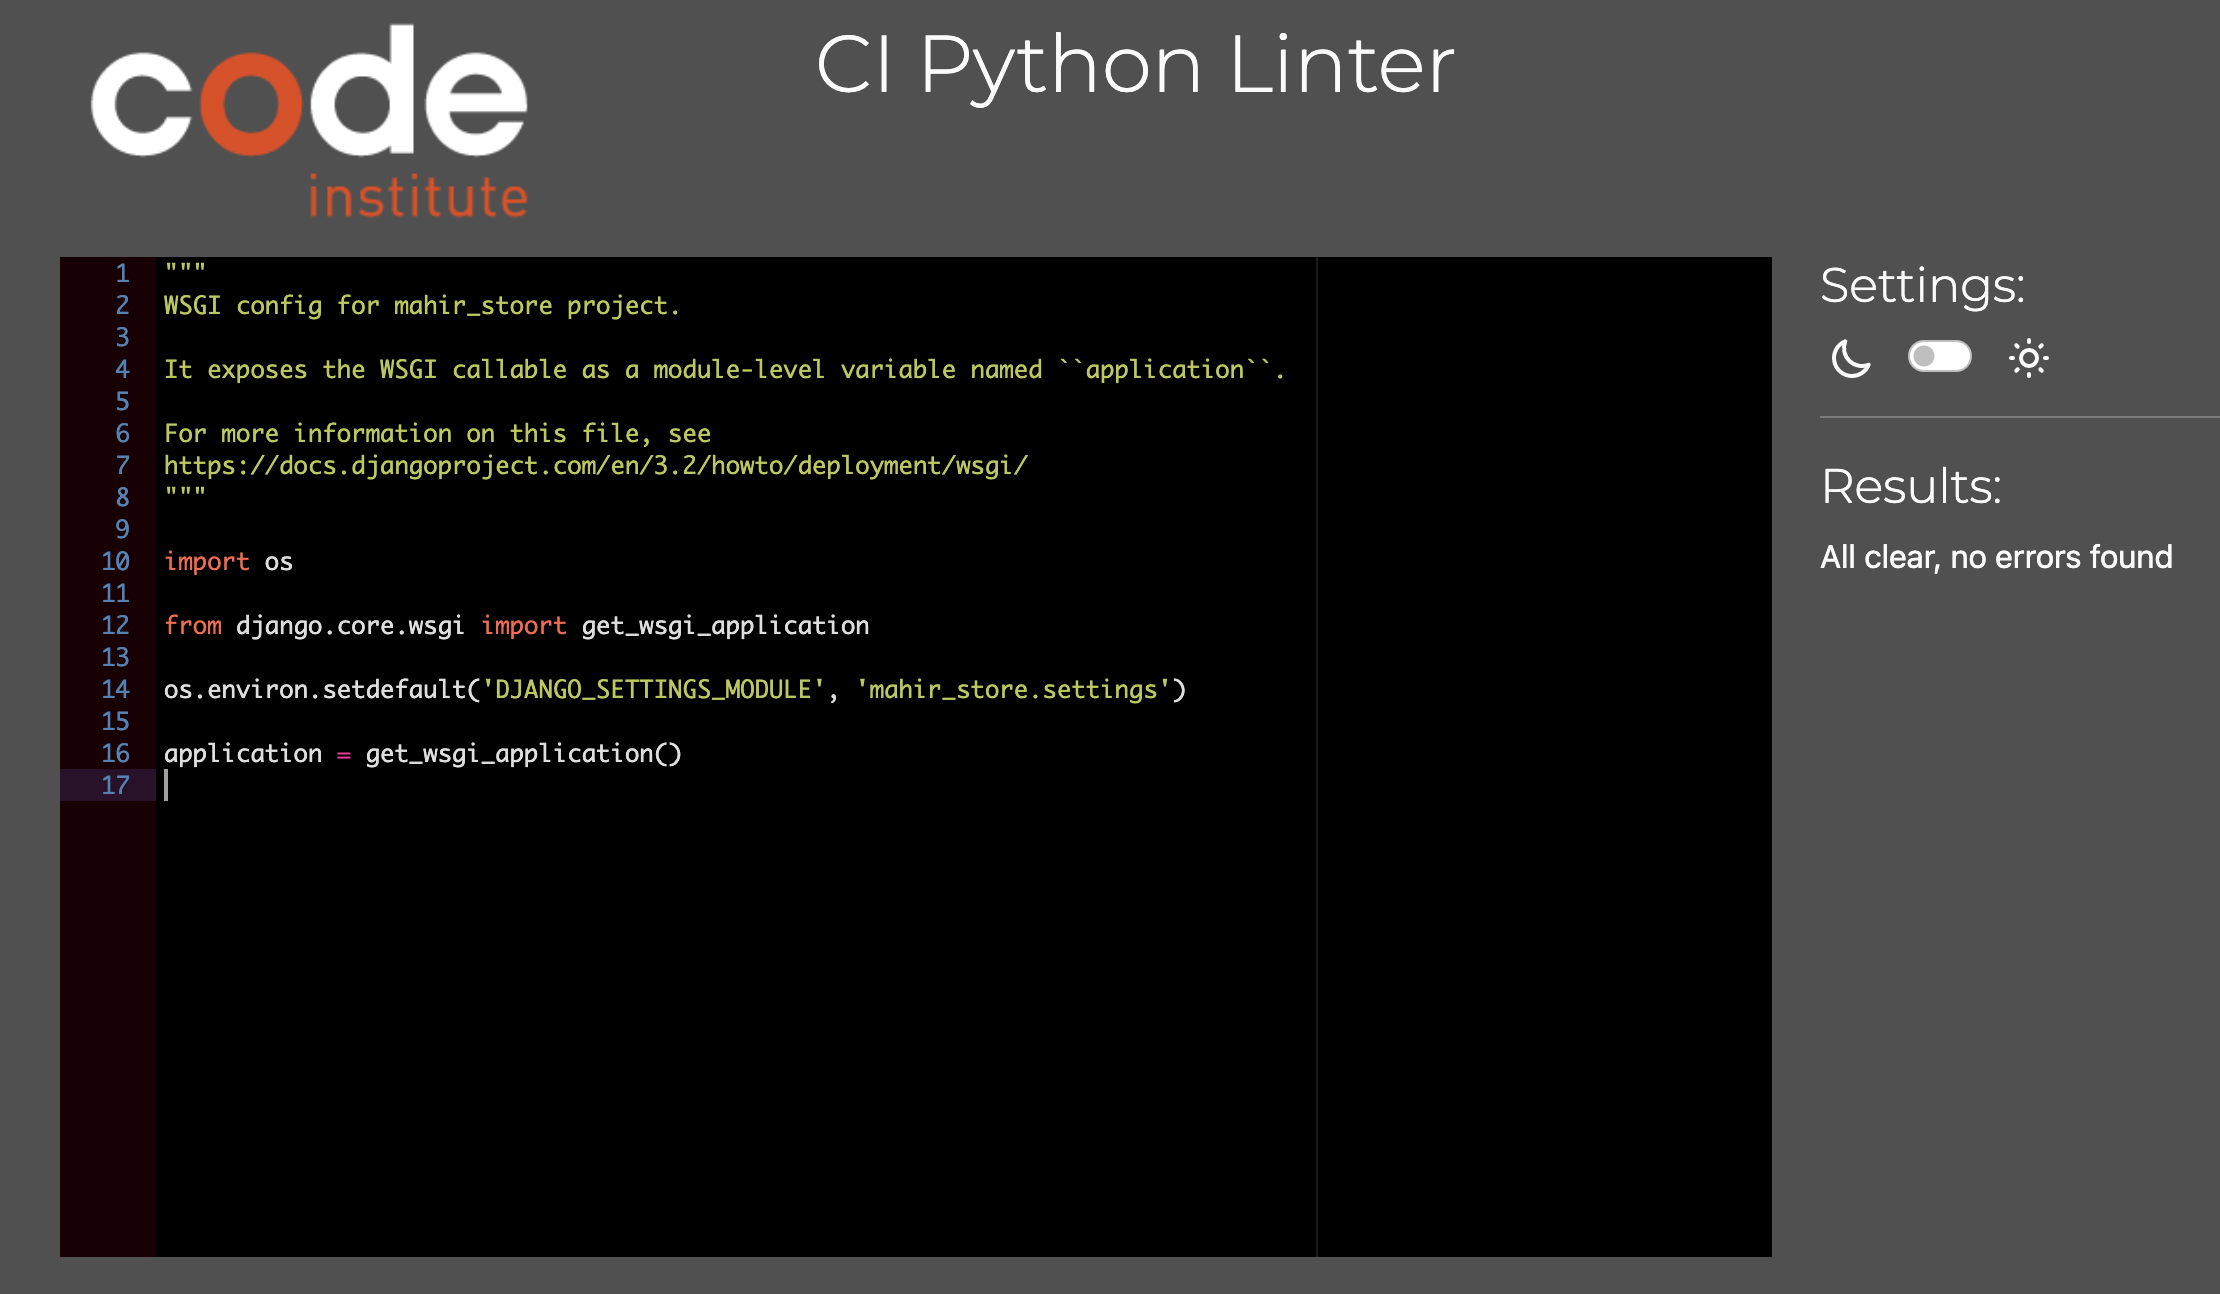 code
institute
CI Python Linter
1 """
2 WSGI config for mahir_store project.
3
4 It exposes the WSGI callable as a module-level variable named ``application``.
5
6 For more information on this file, see
7 https://docs.djangoproject.com/en/3.2/howto/deployment/wsgi/
8 """
9
10 import os
11
12 from django.core.wsgi import get_wsgi_application
13
14 os.environ.setdefault('DJANGO_SETTINGS_MODULE', 'mahir_store.settings')
15
16 application = get_wsgi_application()
17
Settings:
Results:
All clear, no errors found